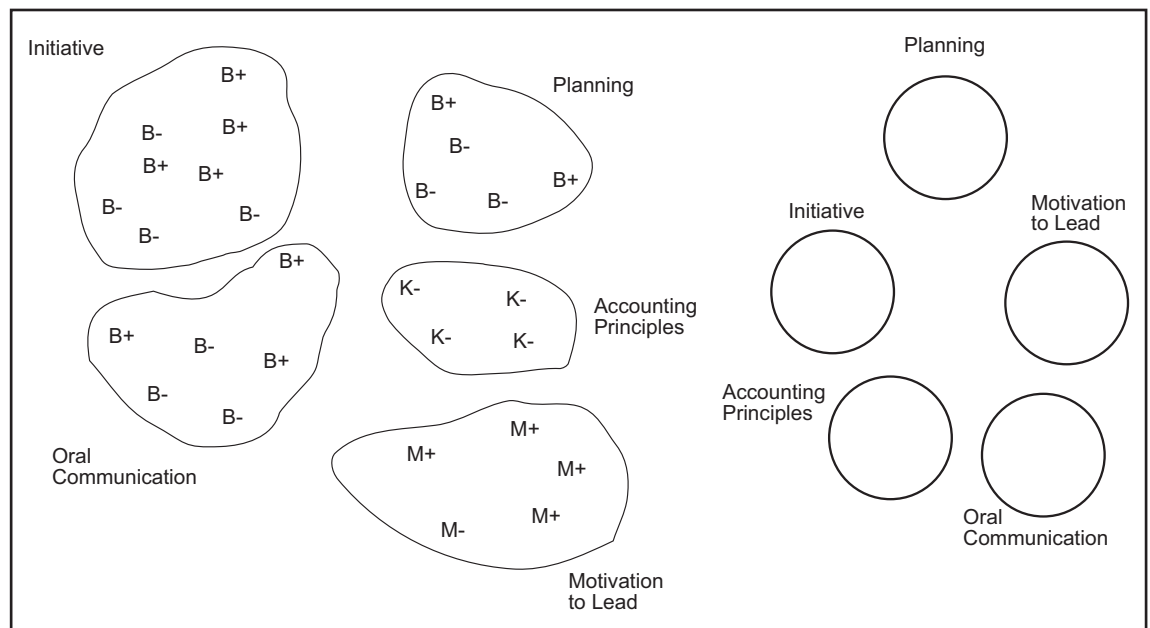 Initiative
B+
B-
B+
B+
B+
B-
B-
B-
Planning
B+
B-
B-
B-
B+
B+
B+
B-
B+
B-
B-
Oral
Communication
K-
K-
K-
K-
Accounting
Principles
M+
M+
M+
M+
M-
Motivation
to Lead
Planning
Initiative
Motivation
to Lead
Accounting
Principles
Oral
Communication